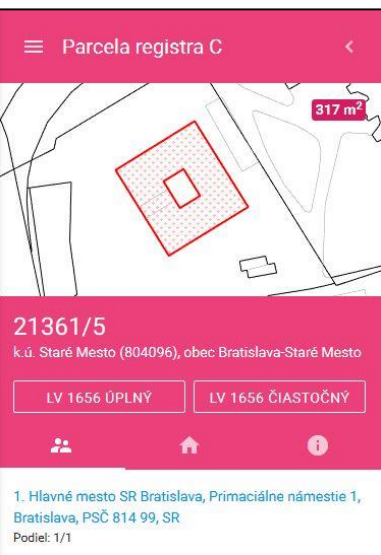 Parcela registra C
317 m²
21361/5
k.ú. Staré Mesto (804096), obec Bratislava-Staré Mesto
LV 1656 ÚPLNÝ
LV 1656 ČIASTOČNÝ
1. Hlavné mesto SR Bratislava, Primaciálne námestie 1,
Bratislava, PSČ 814 99, SR
Podiel: 1/1